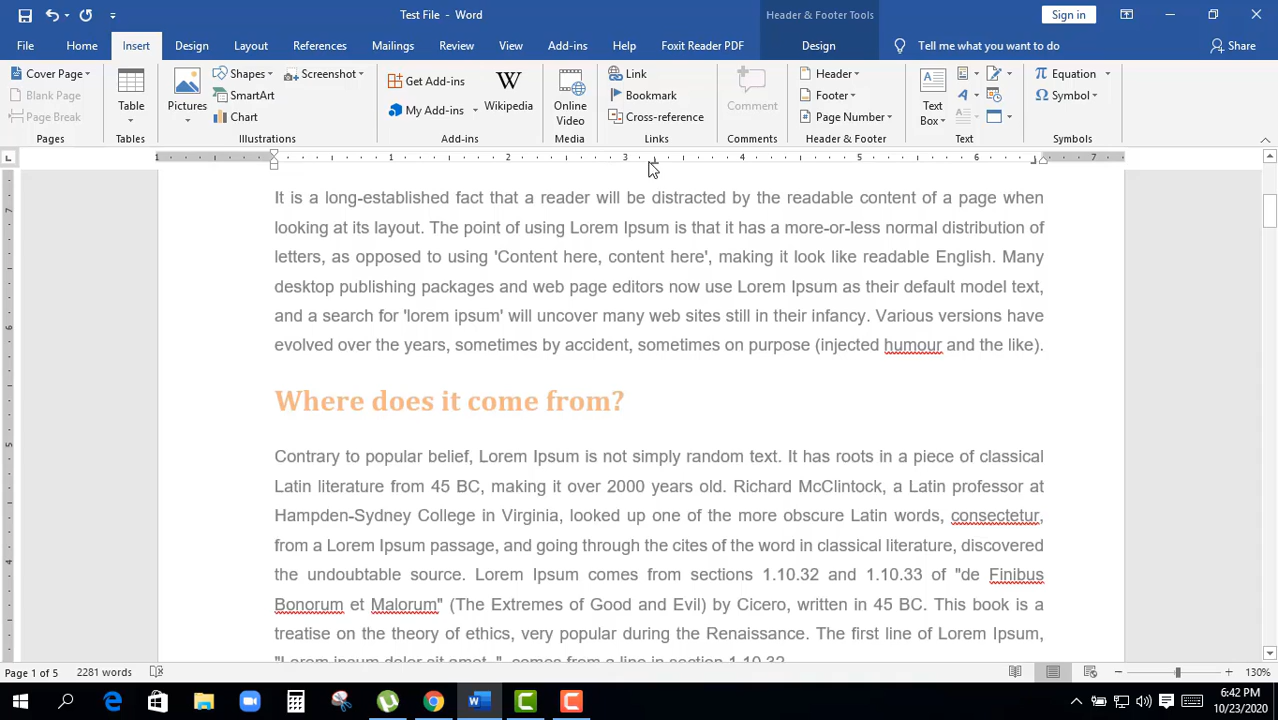 Test File - Word
Header & Footer Tools
Sign in
File Home Insert Design Layout References Mailings Review View Add-ins Help Foxit Reader PDF Design Tell me what you want to do Share
Cover Page
Blank Page
Page Break
Pages
Table
Tables
Pictures
Shapes
SmartArt
Chart
Screenshot
Illustrations
Get Add-ins
My Add-ins
W
Wikipedia
Add-ins
Online
Video
Media
Link
Bookmark
Cross-reference
Links
Comment
Comments
Header
Footer
Page Number
#
Header & Footer
A
Text
Box
A
Text
π Equation
Ω Symbol
Symbols
1 1 2 3 4 5 6 7
7
6
5
4
It is a long-established fact that a reader will be distracted by the readable content of a page when
looking at its layout. The point of using Lorem Ipsum is that it has a more-or-less normal distribution of
letters, as opposed to using 'Content here, content here', making it look like readable English. Many
desktop publishing packages and web page editors now use Lorem Ipsum as their default model text,
and a search for 'lorem ipsum' will uncover many web sites still in their infancy. Various versions have
evolved over the years, sometimes by accident, sometimes on purpose (injected humour and the like).
Where does it come from?
Contrary to popular belief, Lorem Ipsum is not simply random text. It has roots in a piece of classical
Latin literature from 45 BC, making it over 2000 years old. Richard McClintock, a Latin professor at
Hampden-Sydney College in Virginia, looked up one of the more obscure Latin words, consectetur,
from a Lorem Ipsum passage, and going through the cites of the word in classical literature, discovered
the undoubtable source. Lorem Ipsum comes from sections 1.10.32 and 1.10.33 of "de Finibus
Bonorum et Malorum" (The Extremes of Good and Evil) by Cicero, written in 45 BC. This book is a
treatise on the theory of ethics, very popular during the Renaissance. The first line of Lorem Ipsum,
"Lorem ipsum dolor sit amet..", comes from a line in section 1.10.32.
Page 1 of 5 2281 words
130%
6:42 PM
10/23/2020